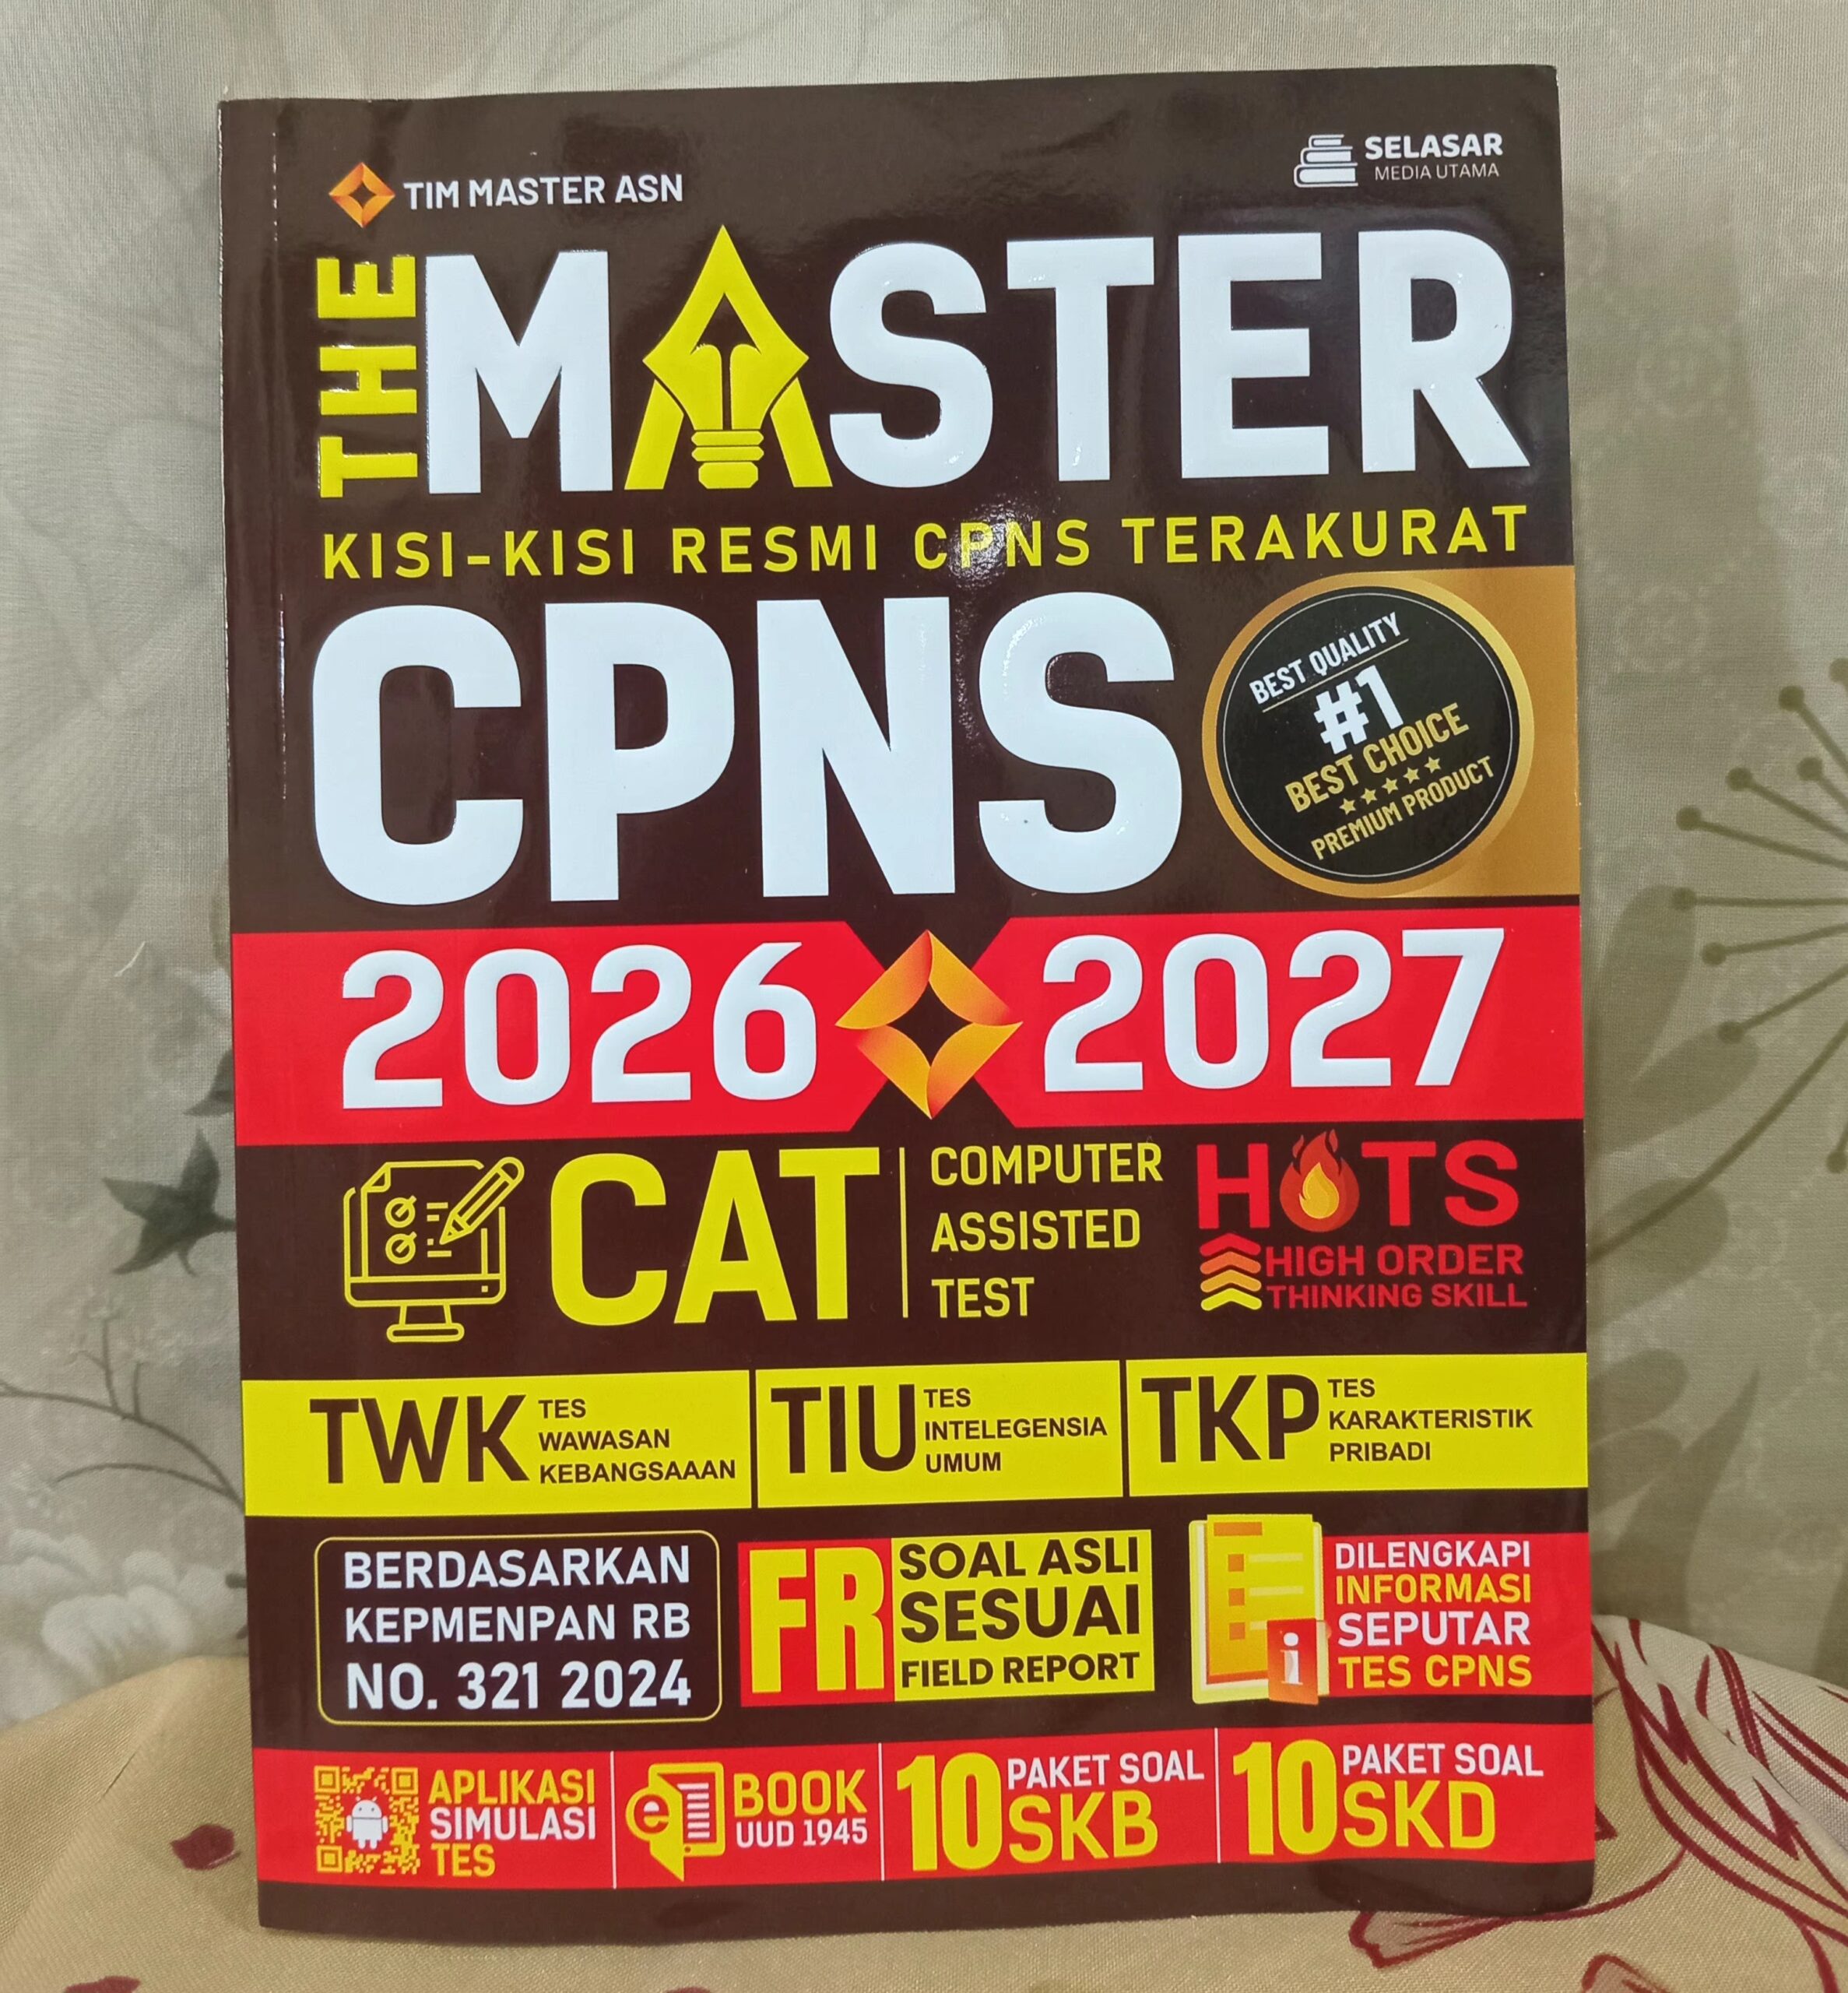 TIM MASTER ASN
SELASAR
MEDIA UTAMA
THE
MASTER
KISI-KISI RESMI CPNS TERAKURAT
CPNS
BEST QUALITY
#1
BEST CHOICE
PREMIUM PRODUCT
2026 2027
CAT
COMPUTER
ASSISTED
TEST
HOTS
HIGH ORDER
THINKING SKILL
TWK
TES
WAWASAN
KEBANGSAAAN
TIU
TES
INTELEGENSIA
UMUM
TKP
TES
KARAKTERISTIK
PRIBADI
BERDASARKAN
KEPMENPAN RB
NO. 321 2024
FR
SOAL ASLI
SESUAI
FIELD REPORT
i
DILENGKAPI
INFORMASI
SEPUTAR
TES CPNS
APLIKASI
SIMULASI
TES
e
BOOK
UUD 1945
10
PAKET SOAL
SKB
10
PAKET SOAL
SKD